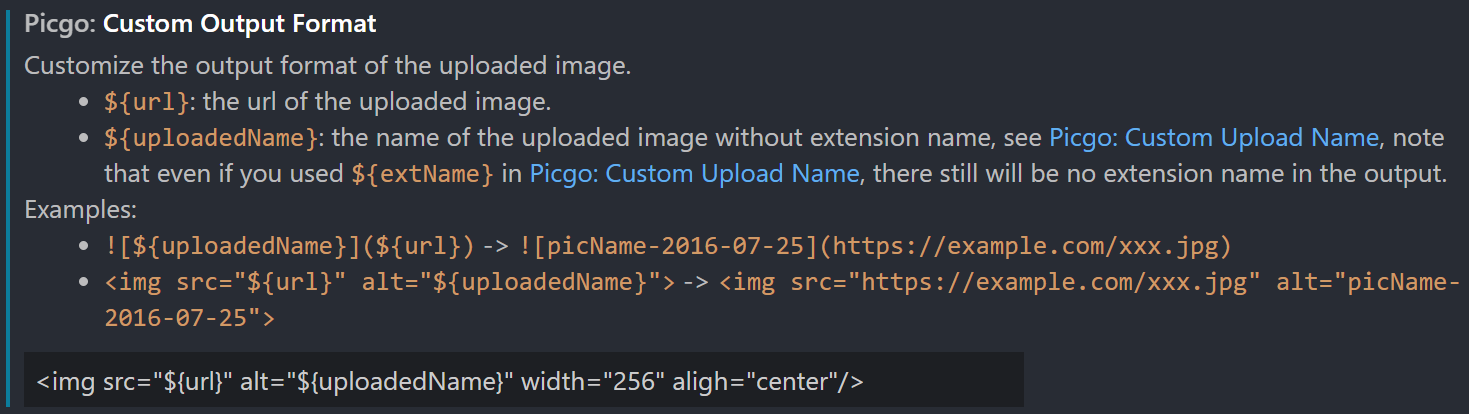 Picgo: Custom Output Format
Customize the output format of the uploaded image.
• ${url}: the url of the uploaded image.
• ${uploadedName}: the name of the uploaded image without extension name, see Picgo: Custom Upload Name, note
that even if you used ${extName} in Picgo: Custom Upload Name, there still will be no extension name in the output.
Examples:
• ![${uploadedName}](${url}) -> ![picName-2016-07-25](https://example.com/xxx.jpg)
• <img src="${url}" alt="${uploadedName}"> -> <img src="https://example.com/xxx.jpg" alt="picName-
2016-07-25">
<img src="${url}" alt="${uploadedName}" width="256" aligh="center"/>